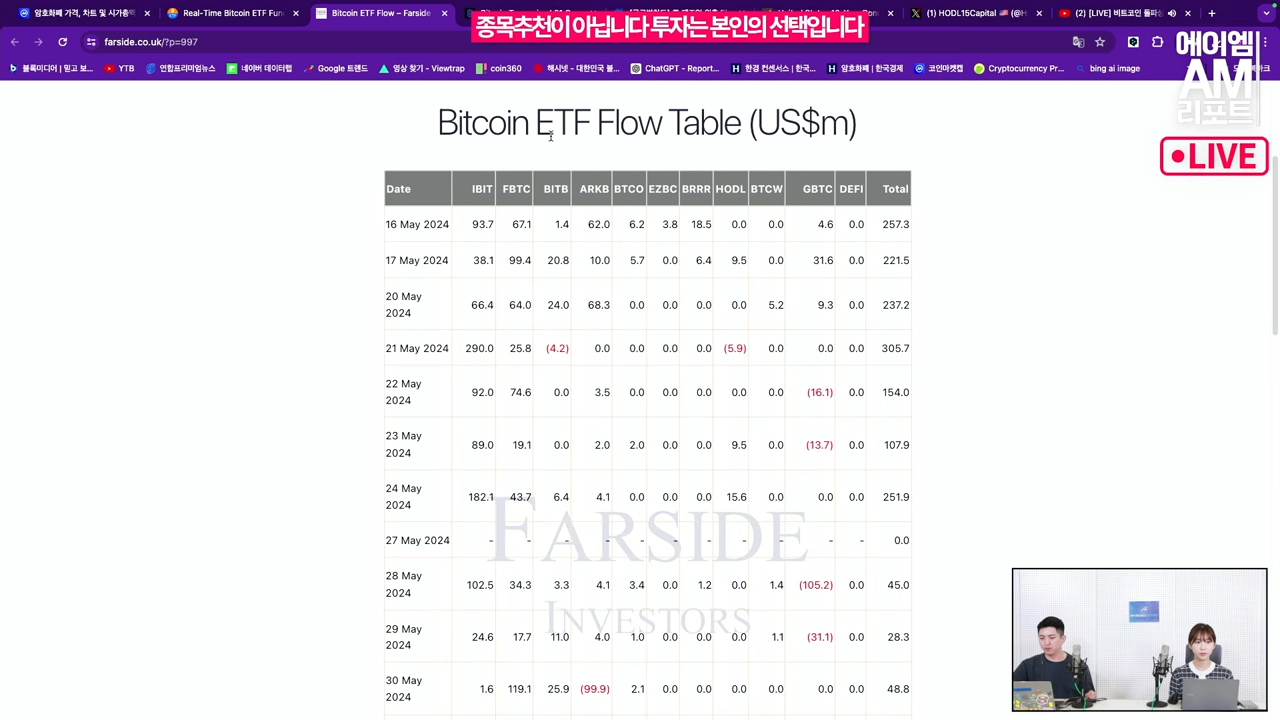 암호화폐 가격, 차트 및 시가총액
Real-Time Bitcoin ETF Fun
Bitcoin ETF Flow – Farside
(1) HODL15Capital 🇺🇸 (@H
(2) [LIVE] 비트코인 돌파심
종목추천이 아닙니다 투자는 본인의 선택입니다
farside.co.uk/?p=997
에이엠
AM
리포트
블록미디어 | 믿고 보...
YTB
연합프리미엄뉴스
네이버 데이터랩
Google 트렌드
영상 찾기 - Viewtrap
coin360
해시넷 - 대한민국 블...
ChatGPT - Report...
한경 컨센서스 | 한국...
암호화폐 | 한국경제
코인마켓캡
Cryptocurrency Pr...
bing ai image
LIVE
Bitcoin ETF Flow Table (US$m)
Date IBIT FBTC BITB ARKB BTCO EZBC BRRR HODL BTCW GBTC DEFI Total
16 May 2024 93.7 67.1 1.4 62.0 6.2 3.8 18.5 0.0 0.0 4.6 0.0 257.3
17 May 2024 38.1 99.4 20.8 10.0 5.7 0.0 6.4 9.5 0.0 31.6 0.0 221.5
20 May
2024 66.4 64.0 24.0 68.3 0.0 0.0 0.0 0.0 5.2 9.3 0.0 237.2
21 May 2024 290.0 25.8 (4.2) 0.0 0.0 0.0 0.0 (5.9) 0.0 0.0 0.0 305.7
22 May
2024 92.0 74.6 0.0 3.5 0.0 0.0 0.0 0.0 0.0 (16.1) 0.0 154.0
23 May
2024 89.0 19.1 0.0 2.0 2.0 0.0 0.0 9.5 0.0 (13.7) 0.0 107.9
24 May
2024 182.1 43.7 6.4 4.1 0.0 0.0 0.0 15.6 0.0 0.0 0.0 251.9
27 May 2024 - - - - - - - - - - - 0.0
28 May
2024 102.5 34.3 3.3 4.1 3.4 0.0 1.2 0.0 1.4 (105.2) 0.0 45.0
29 May
2024 24.6 17.7 11.0 4.0 1.0 0.0 0.0 0.0 1.1 (31.1) 0.0 28.3
30 May
2024 1.6 119.1 25.9 (99.9) 2.1 0.0 0.0 0.0 0.0 0.0 0.0 48.8
FARSIDE
INVESTORS